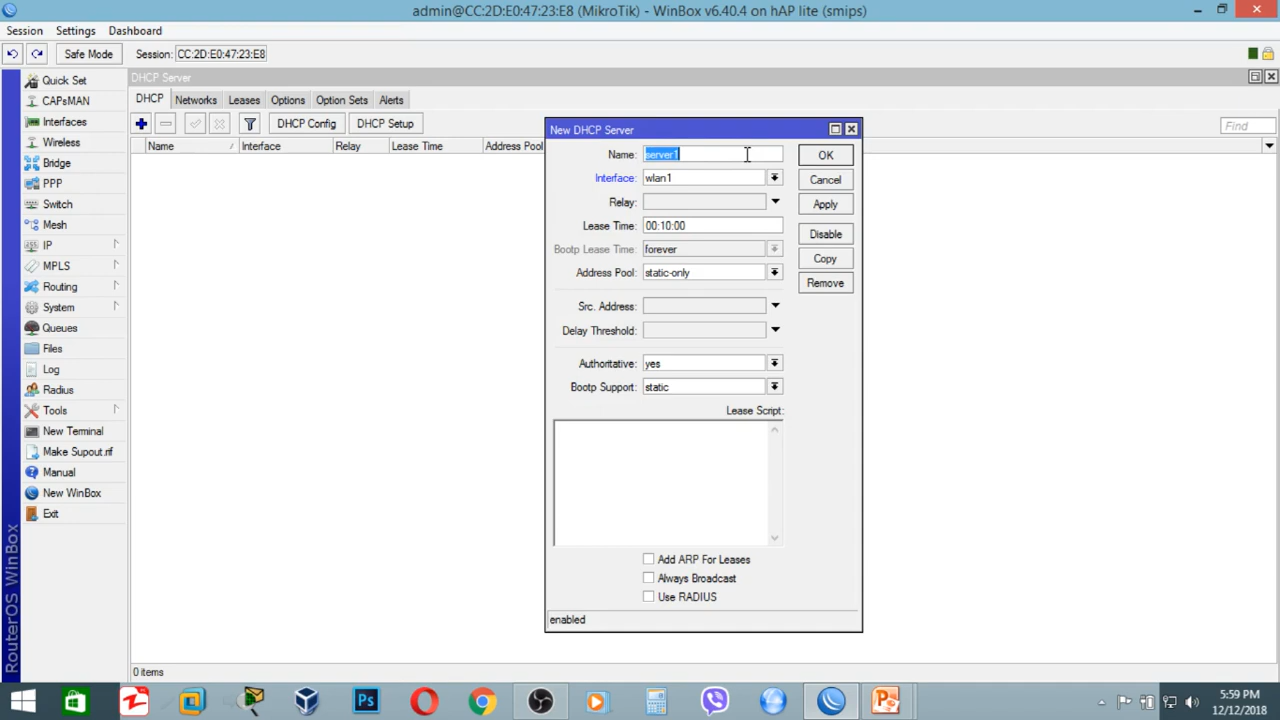 admin@CC:2D:E0:47:23:E8 (MikroTik) - WinBox v6.40.4 on hAP lite (smips)
Session Settings Dashboard
Safe Mode Session: CC:2D:E0:47:23:E8
DHCP Server
DHCP Networks Leases Options Option Sets Alerts
DHCP Config DHCP Setup Find
Name Interface Relay Lease Time Address Pool
Quick Set
CAPsMAN
Interfaces
Wireless
Bridge
PPP
Switch
Mesh
IP
MPLS
Routing
System
Queues
Files
Log
Radius
Tools
New Terminal
Make Supout.rif
Manual
New WinBox
Exit
RouterOS WinBox
New DHCP Server
Name: server1 OK
Interface: wlan1 Cancel
Relay: Apply
Lease Time: 00:10:00 Disable
Bootp Lease Time: forever Copy
Address Pool: static-only Remove
Src. Address:
Delay Threshold:
Authoritative: yes
Bootp Support: static
Lease Script:
Add ARP For Leases
Always Broadcast
Use RADIUS
enabled
0 items
Ps
5:59 PM
12/12/2018